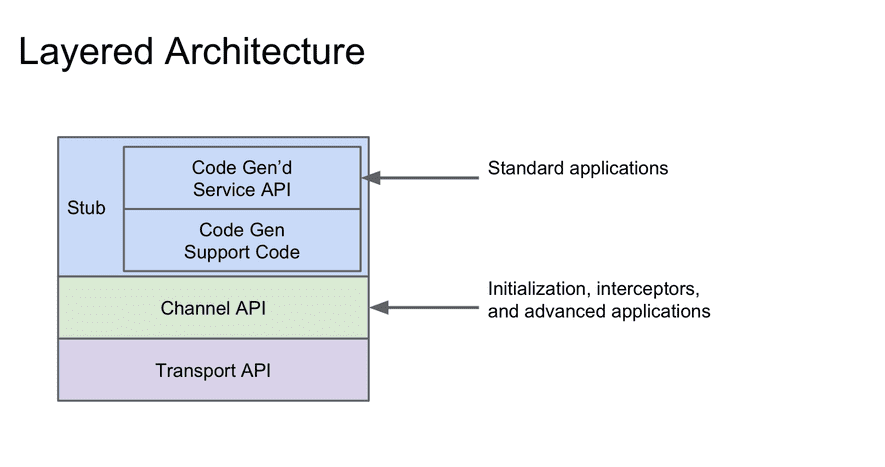 Layered Architecture
Code Gen’d
Service API
Standard applications
Stub
Code Gen
Support Code
Channel API
Initialization, interceptors,
and advanced applications
Transport API